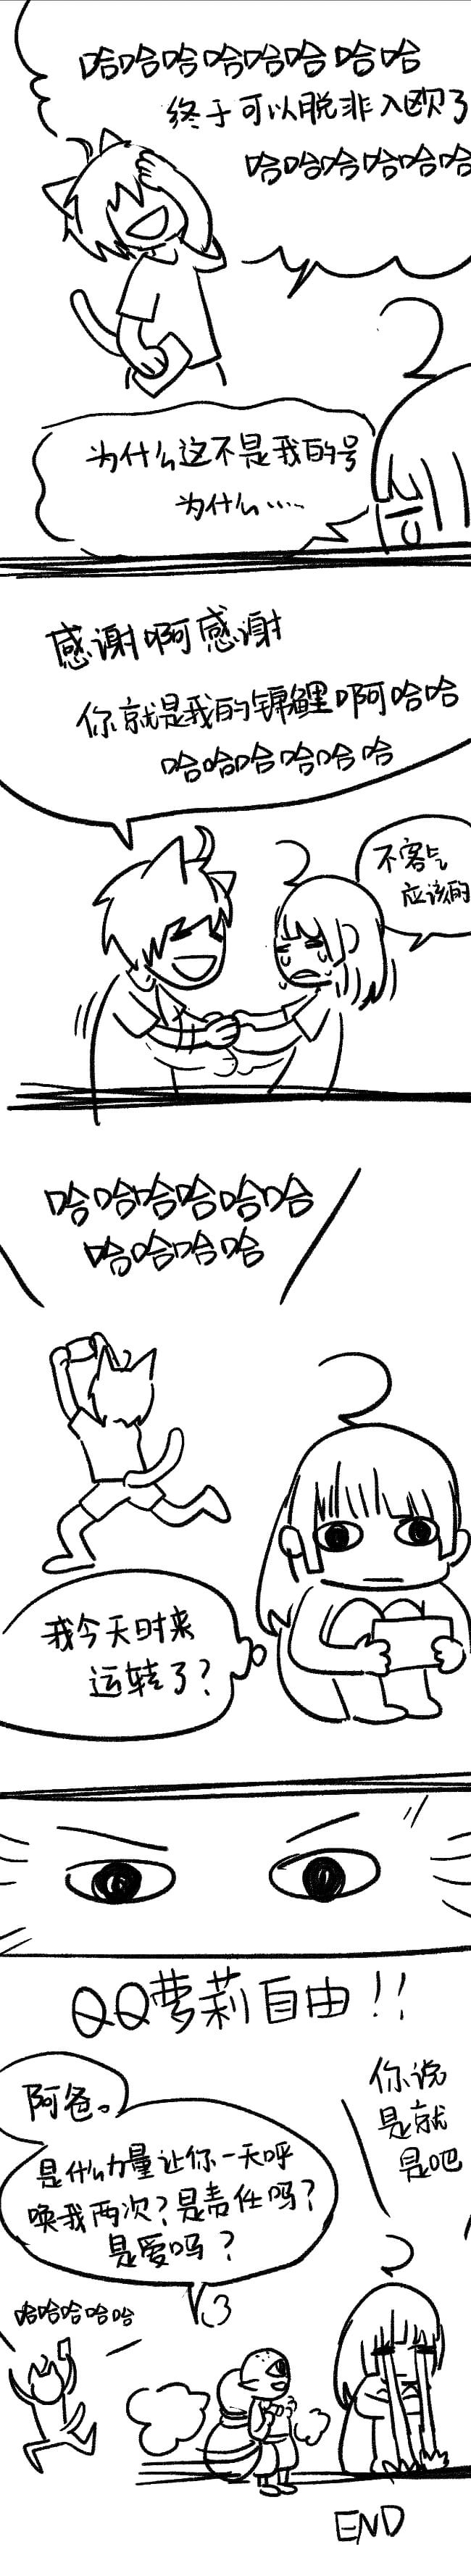 哈哈哈哈哈哈哈哈
终于可以脱非入欧了
哈哈哈哈哈哈
为什么这不是我的号
为什么……
感谢啊感谢
你就是我的锦鲤啊哈哈
哈哈哈哈哈哈
不客气
应该的
哈哈哈哈哈哈
哈哈哈哈
我今天时来
运转了?
QQ萝莉自由!!
阿爸。
是什么力量让你一天呼
唤我两次?是责任吗?
是爱吗?
你说
是就
是吧
哈哈哈哈哈
END